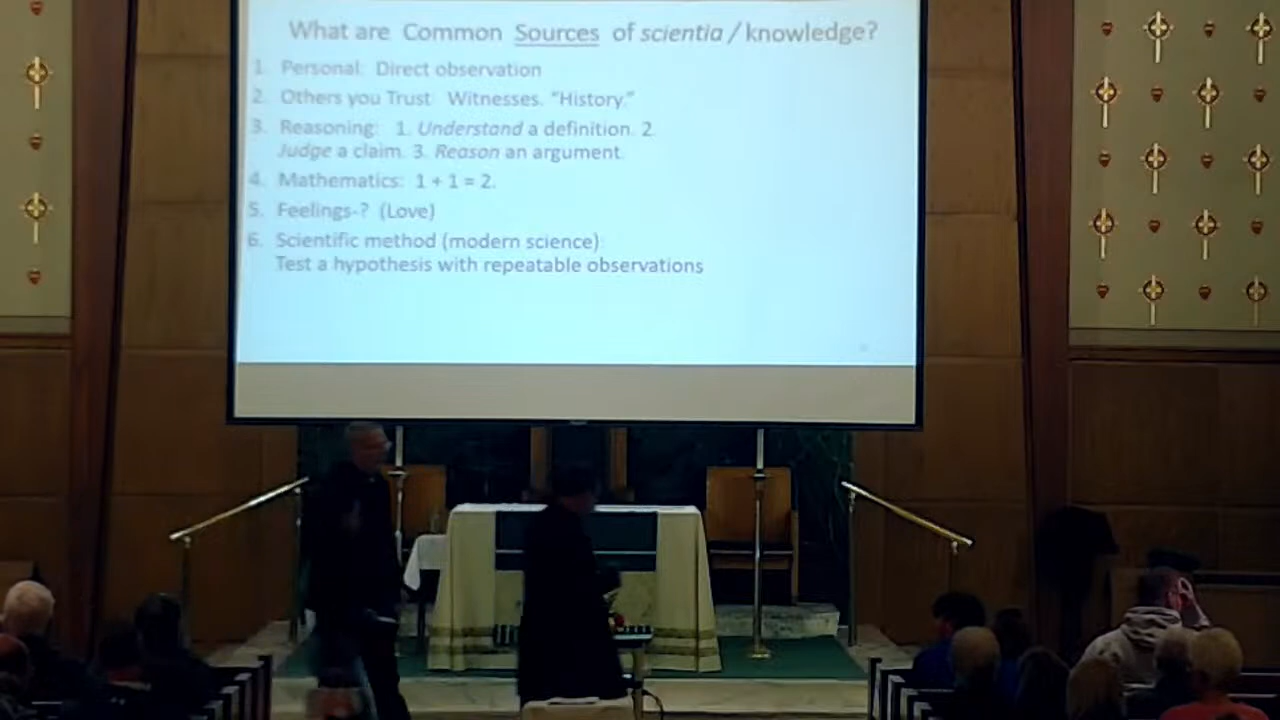 What are Common Sources of scientia / knowledge?
1. Personal: Direct observation
2. Others you Trust Witnesses. "History."
3. Reasoning: 1. Understand a definition. 2.
Judge a claim. 3. Reason an argument.
4. Mathematics: 1 + 1 = 2.
5. Feelings-? (Love)
6. Scientific method (modern science):
Test a hypothesis with repeatable observations